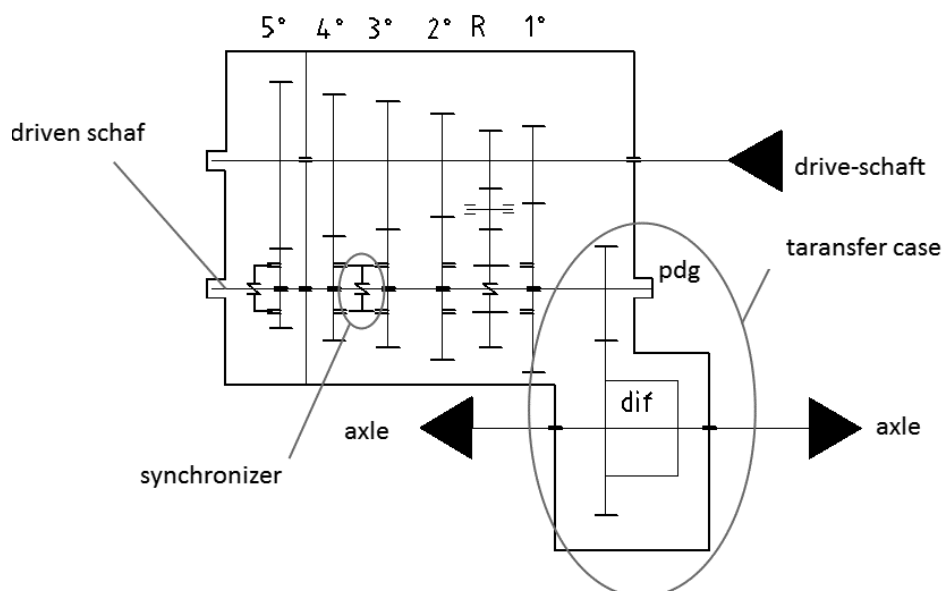 5° 4° 3° 2° R 1°
driven schaf
drive-schaft
taransfer case
pdg
dif
axle
axle
synchronizer